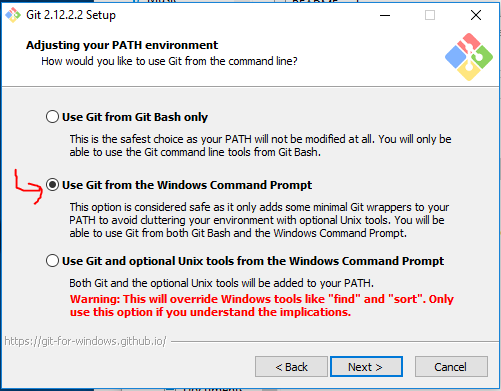 Git 2.12.2.2 Setup
Adjusting your PATH environment
How would you like to use Git from the command line?
Use Git from Git Bash only
This is the safest choice as your PATH will not be modified at all. You will only be
able to use the Git command line tools from Git Bash.
Use Git from the Windows Command Prompt
This option is considered safe as it only adds some minimal Git wrappers to your
PATH to avoid cluttering your environment with optional Unix tools. You will be
able to use Git from both Git Bash and the Windows Command Prompt.
Use Git and optional Unix tools from the Windows Command Prompt
Both Git and the optional Unix tools will be added to your PATH.
Warning: This will override Windows tools like "find" and "sort". Only
use this option if you understand the implications.
https://git-for-windows.github.io/
< Back
Next >
Cancel